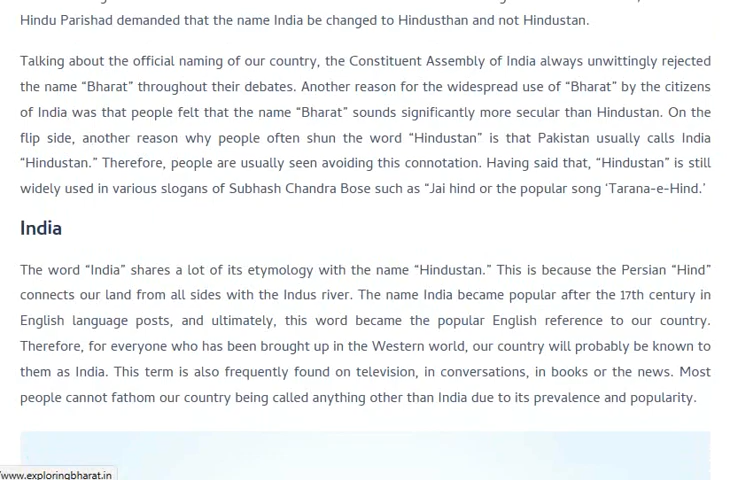 Hindu Parishad demanded that the name India be changed to Hindusthan and not Hindustan.
Talking about the official naming of our country, the Constituent Assembly of India always unwittingly rejected
the name “Bharat” throughout their debates. Another reason for the widespread use of “Bharat” by the citizens
of India was that people felt that the name “Bharat” sounds significantly more secular than Hindustan. On the
flip side, another reason why people often shun the word “Hindustan” is that Pakistan usually calls India
“Hindustan.” Therefore, people are usually seen avoiding this connotation. Having said that, “Hindustan” is still
widely used in various slogans of Subhash Chandra Bose such as “Jai hind or the popular song ‘Tarana-e-Hind.’
India
The word “India” shares a lot of its etymology with the name “Hindustan.” This is because the Persian “Hind”
connects our land from all sides with the Indus river. The name India became popular after the 17th century in
English language posts, and ultimately, this word became the popular English reference to our country.
Therefore, for everyone who has been brought up in the Western world, our country will probably be known to
them as India. This term is also frequently found on television, in conversations, in books or the news. Most
people cannot fathom our country being called anything other than India due to its prevalence and popularity.
/www.exploringbharat.in